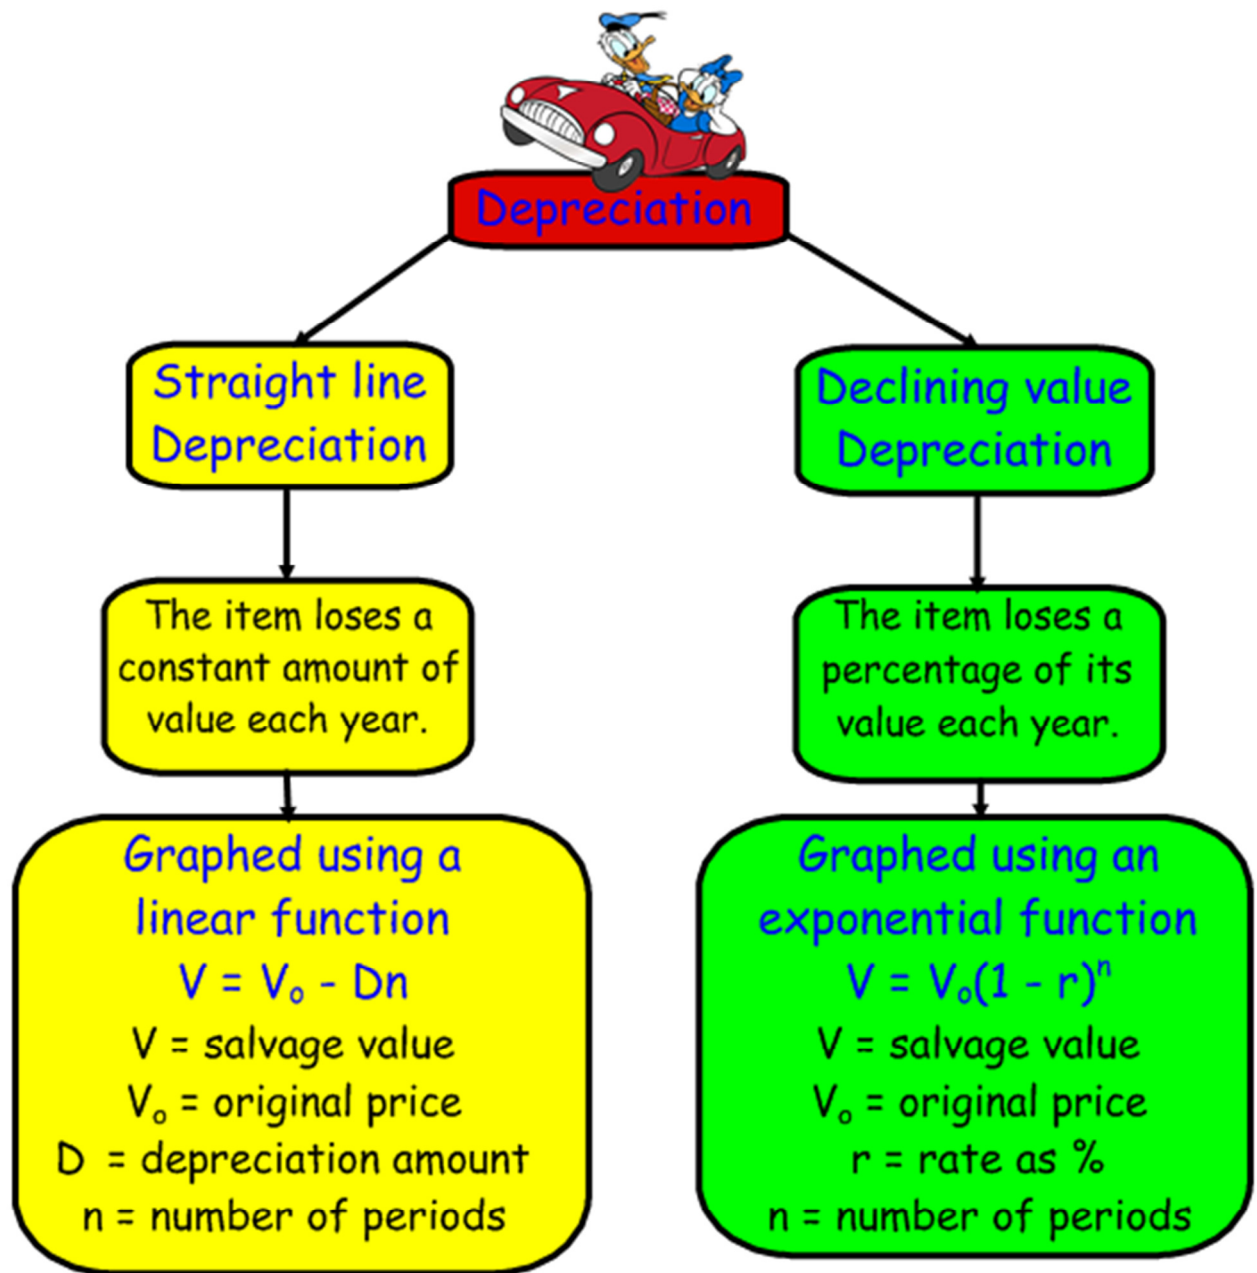 Depreciation
Straight line
Depreciation
The item loses a
constant amount of
value each year.
Graphed using a
linear function
V = V₀ - Dn
V = salvage value
V₀ = original price
D = depreciation amount
n = number of periods
Declining value
Depreciation
The item loses a
percentage of its
value each year.
Graphed using an
exponential function
V = V₀(1 - r)ⁿ
V = salvage value
V₀ = original price
r = rate as %
n = number of periods